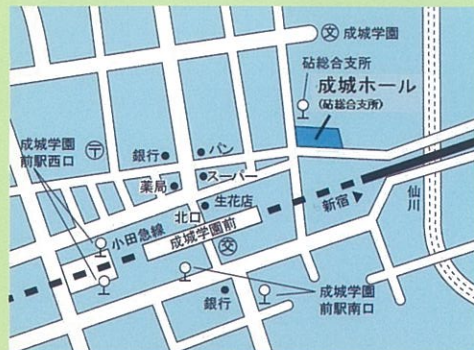 文 成城学園
砧総合支所
成城ホール
(砧総合支所)
成城学園
前駅西口
〒
銀行
パン
スーパー
薬局
生花店
北口
新宿
仙川
小田急線
成城学園前
交
銀行
成城学園
前駅南口